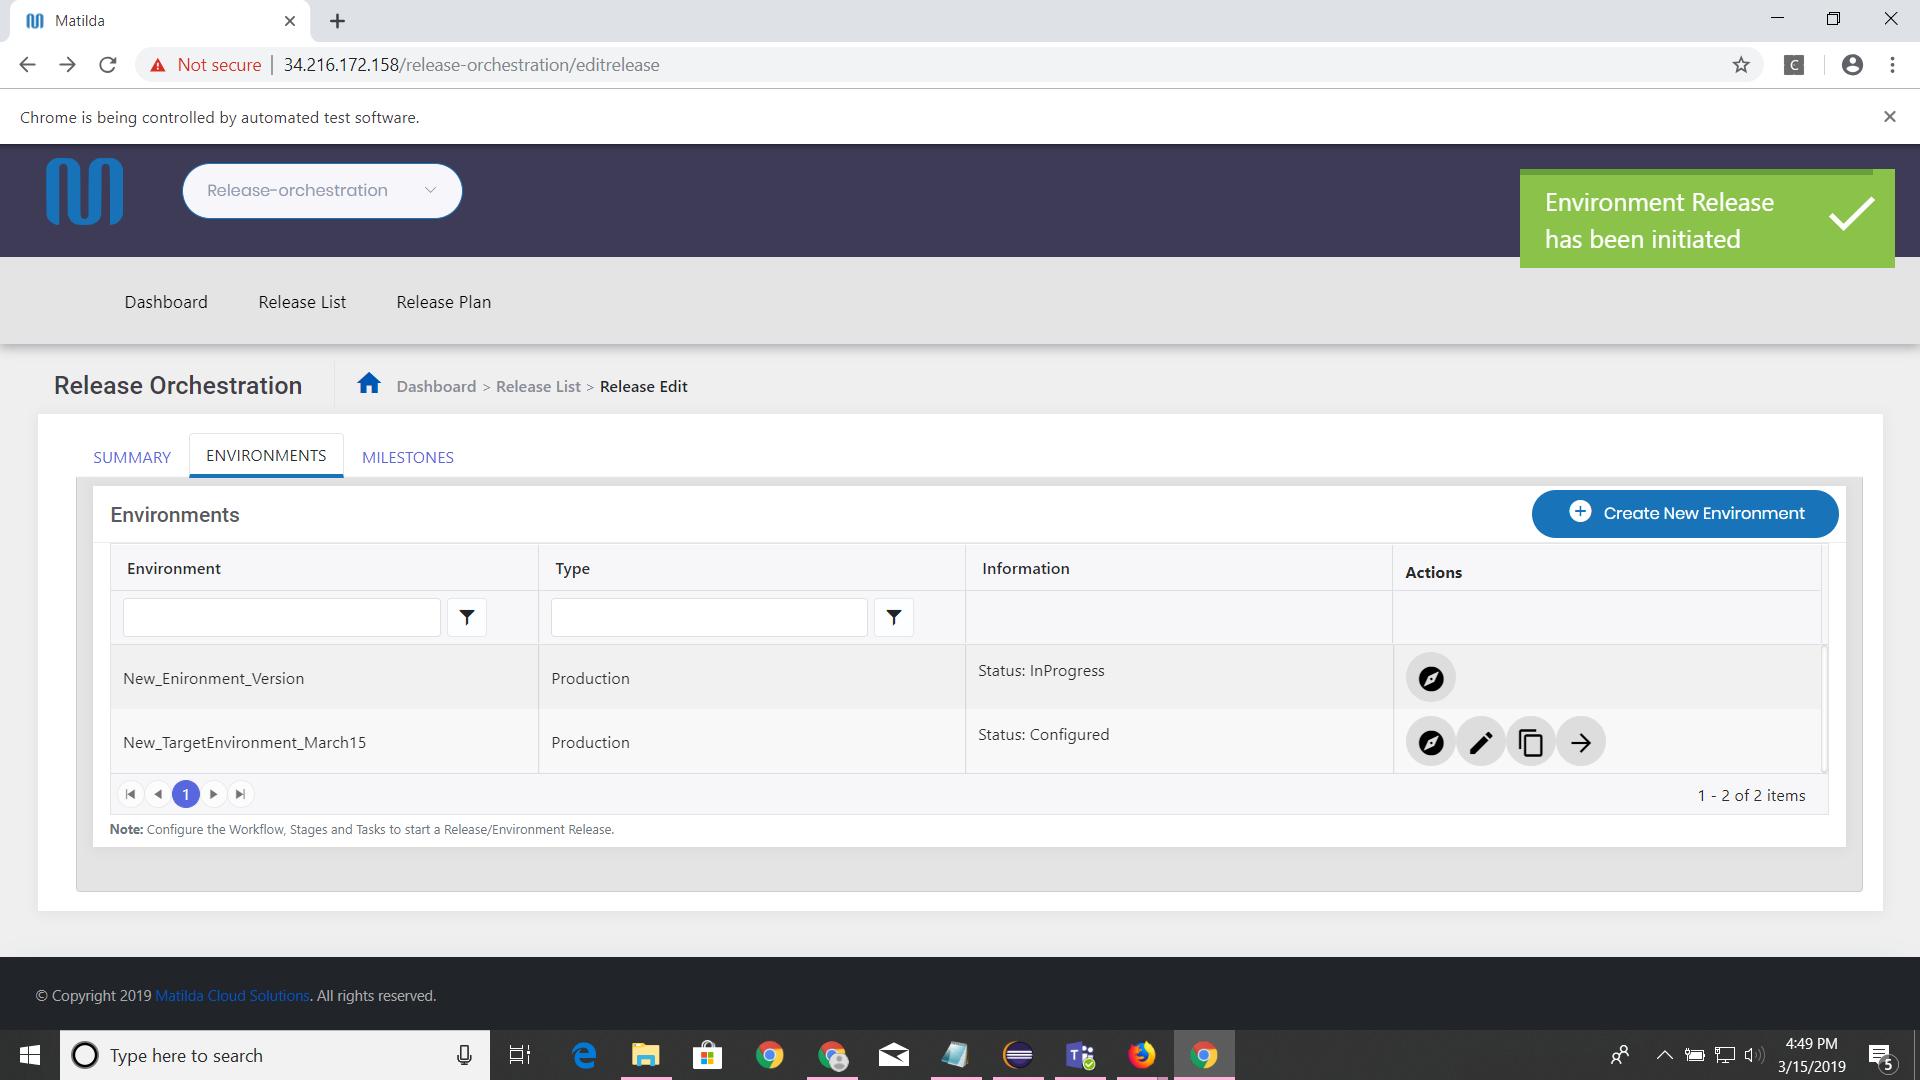 Matilda
Not secure
34.216.172.158/release-orchestration/editrelease
C
Chrome is being controlled by automated test software.
Release-orchestration
Environment Release
has been initiated
Dashboard
Release List
Release Plan
Release Orchestration
Dashboard > Release List > Release Edit
SUMMARY
ENVIRONMENTS
MILESTONES
Environments
Create New Environment
Environment
Type
Information
Actions
New_Enironment_Version
Production
Status: InProgress
New_TargetEnvironment_March15
Production
Status: Configured
1
1 - 2 of 2 items
Note: Configure the Workflow, Stages and Tasks to start a Release/Environment Release.
© Copyright 2019 Matilda Cloud Solutions. All rights reserved.
Type here to search
4:49 PM
3/15/2019
5